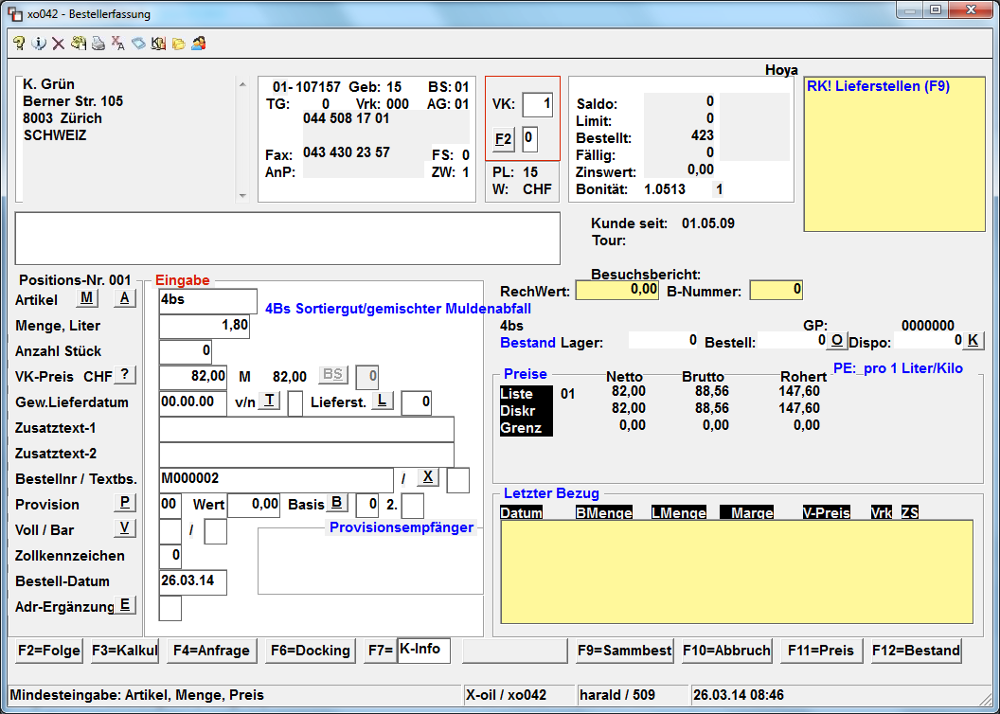 xo042 - Bestellerfassung
Hoya
K. Grün
Berner Str. 105
8003 Zürich
SCHWEIZ
01- 107157 Geb: 15 BS: 01
TG: 0 Vrk: 000 AG: 01
044 508 17 01
Fax: 043 430 23 57 FS: 0
AnP: ZW: 1
VK: 1
F2 0
PL: 15
W: CHF
Saldo: 0
Limit: 0
Bestellt: 423
Fällig: 0
Zinswert: 0,00
Bonität: 1.0513 1
RK! Lieferstellen (F9)
Kunde seit: 01.05.09
Tour:
Besuchsbericht:
RechWert: 0,00 B-Nummer: 0
Positions-Nr. 001 Eingabe
Artikel M A 4bs 4Bs Sortiergut/gemischter Muldenabfall
Menge, Liter 1,80
Anzahl Stück 0
VK-Preis CHF ? 82,00 M 82,00 BS 0
Gew.Lieferdatum 00.00.00 v/n T Lieferst. L 0
Zusatztext-1
Zusatztext-2
Bestellnr / Textbs. M000002 / X
Provision P 00 Wert 0,00 Basis B 0 2.
Voll / Bar V /
Provisionsempfänger
Zollkennzeichen 0
Bestell-Datum 26.03.14
Adr-Ergänzung E
4bs GP: 0000000
Bestand Lager: 0 Bestell: 0 O Dispo: 0 K
Preise PE: pro 1 Liter/Kilo
Netto Brutto Rohert
Liste 01 82,00 88,56 147,60
Diskr 82,00 88,56 147,60
Grenz 0,00 0,00 0,00
Letzter Bezug
Datum BMenge LMenge Marge V-Preis Vrk ZS
F2=Folge F3=Kalkul F4=Anfrage F6=Docking F7= K-Info F9=Sammbest F10=Abbruch F11=Preis F12=Bestand
Mindesteingabe: Artikel, Menge, Preis X-oil / xo042 harald / 509 26.03.14 08:46